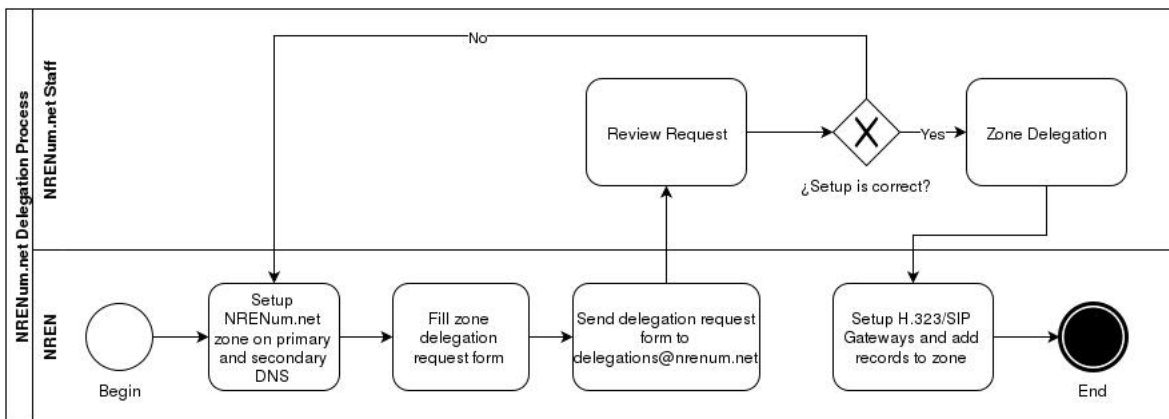 NRENum.net Delegation Process
NRENum.net Staff
No
Review Request
Yes
Zone Delegation
¿Setup is correct?
NREN
Begin
Setup
NRENum.net
zone on primary
and secondary
DNS
Fill zone
delegation
request form
Send delegation request
form to
delegations@nrenum.net
Setup H.323/SIP
Gateways and add
records to zone
End